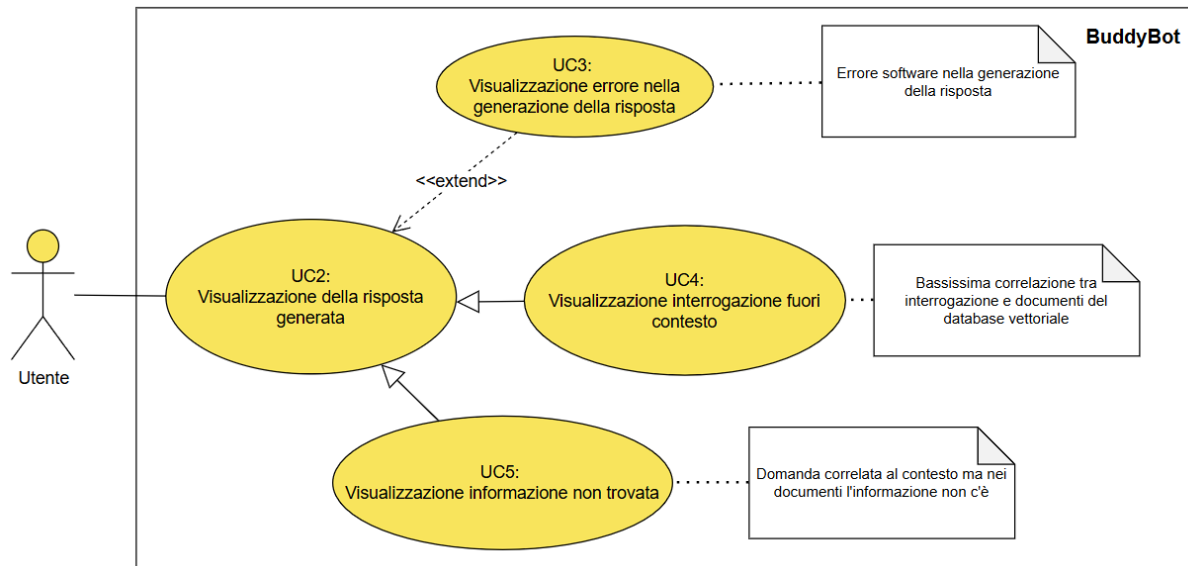 BuddyBot
UC3:
Visualizzazione errore nella
generazione della risposta
Errore software nella generazione
della risposta
<<extend>>
UC2:
Visualizzazione della risposta
generata
UC4:
Visualizzazione interrogazione fuori
contesto
Bassissima correlazione tra
interrogazione e documenti del
database vettoriale
Utente
UC5:
Visualizzazione informazione non trovata
Domanda correlata al contesto ma nei
documenti l'informazione non c'è